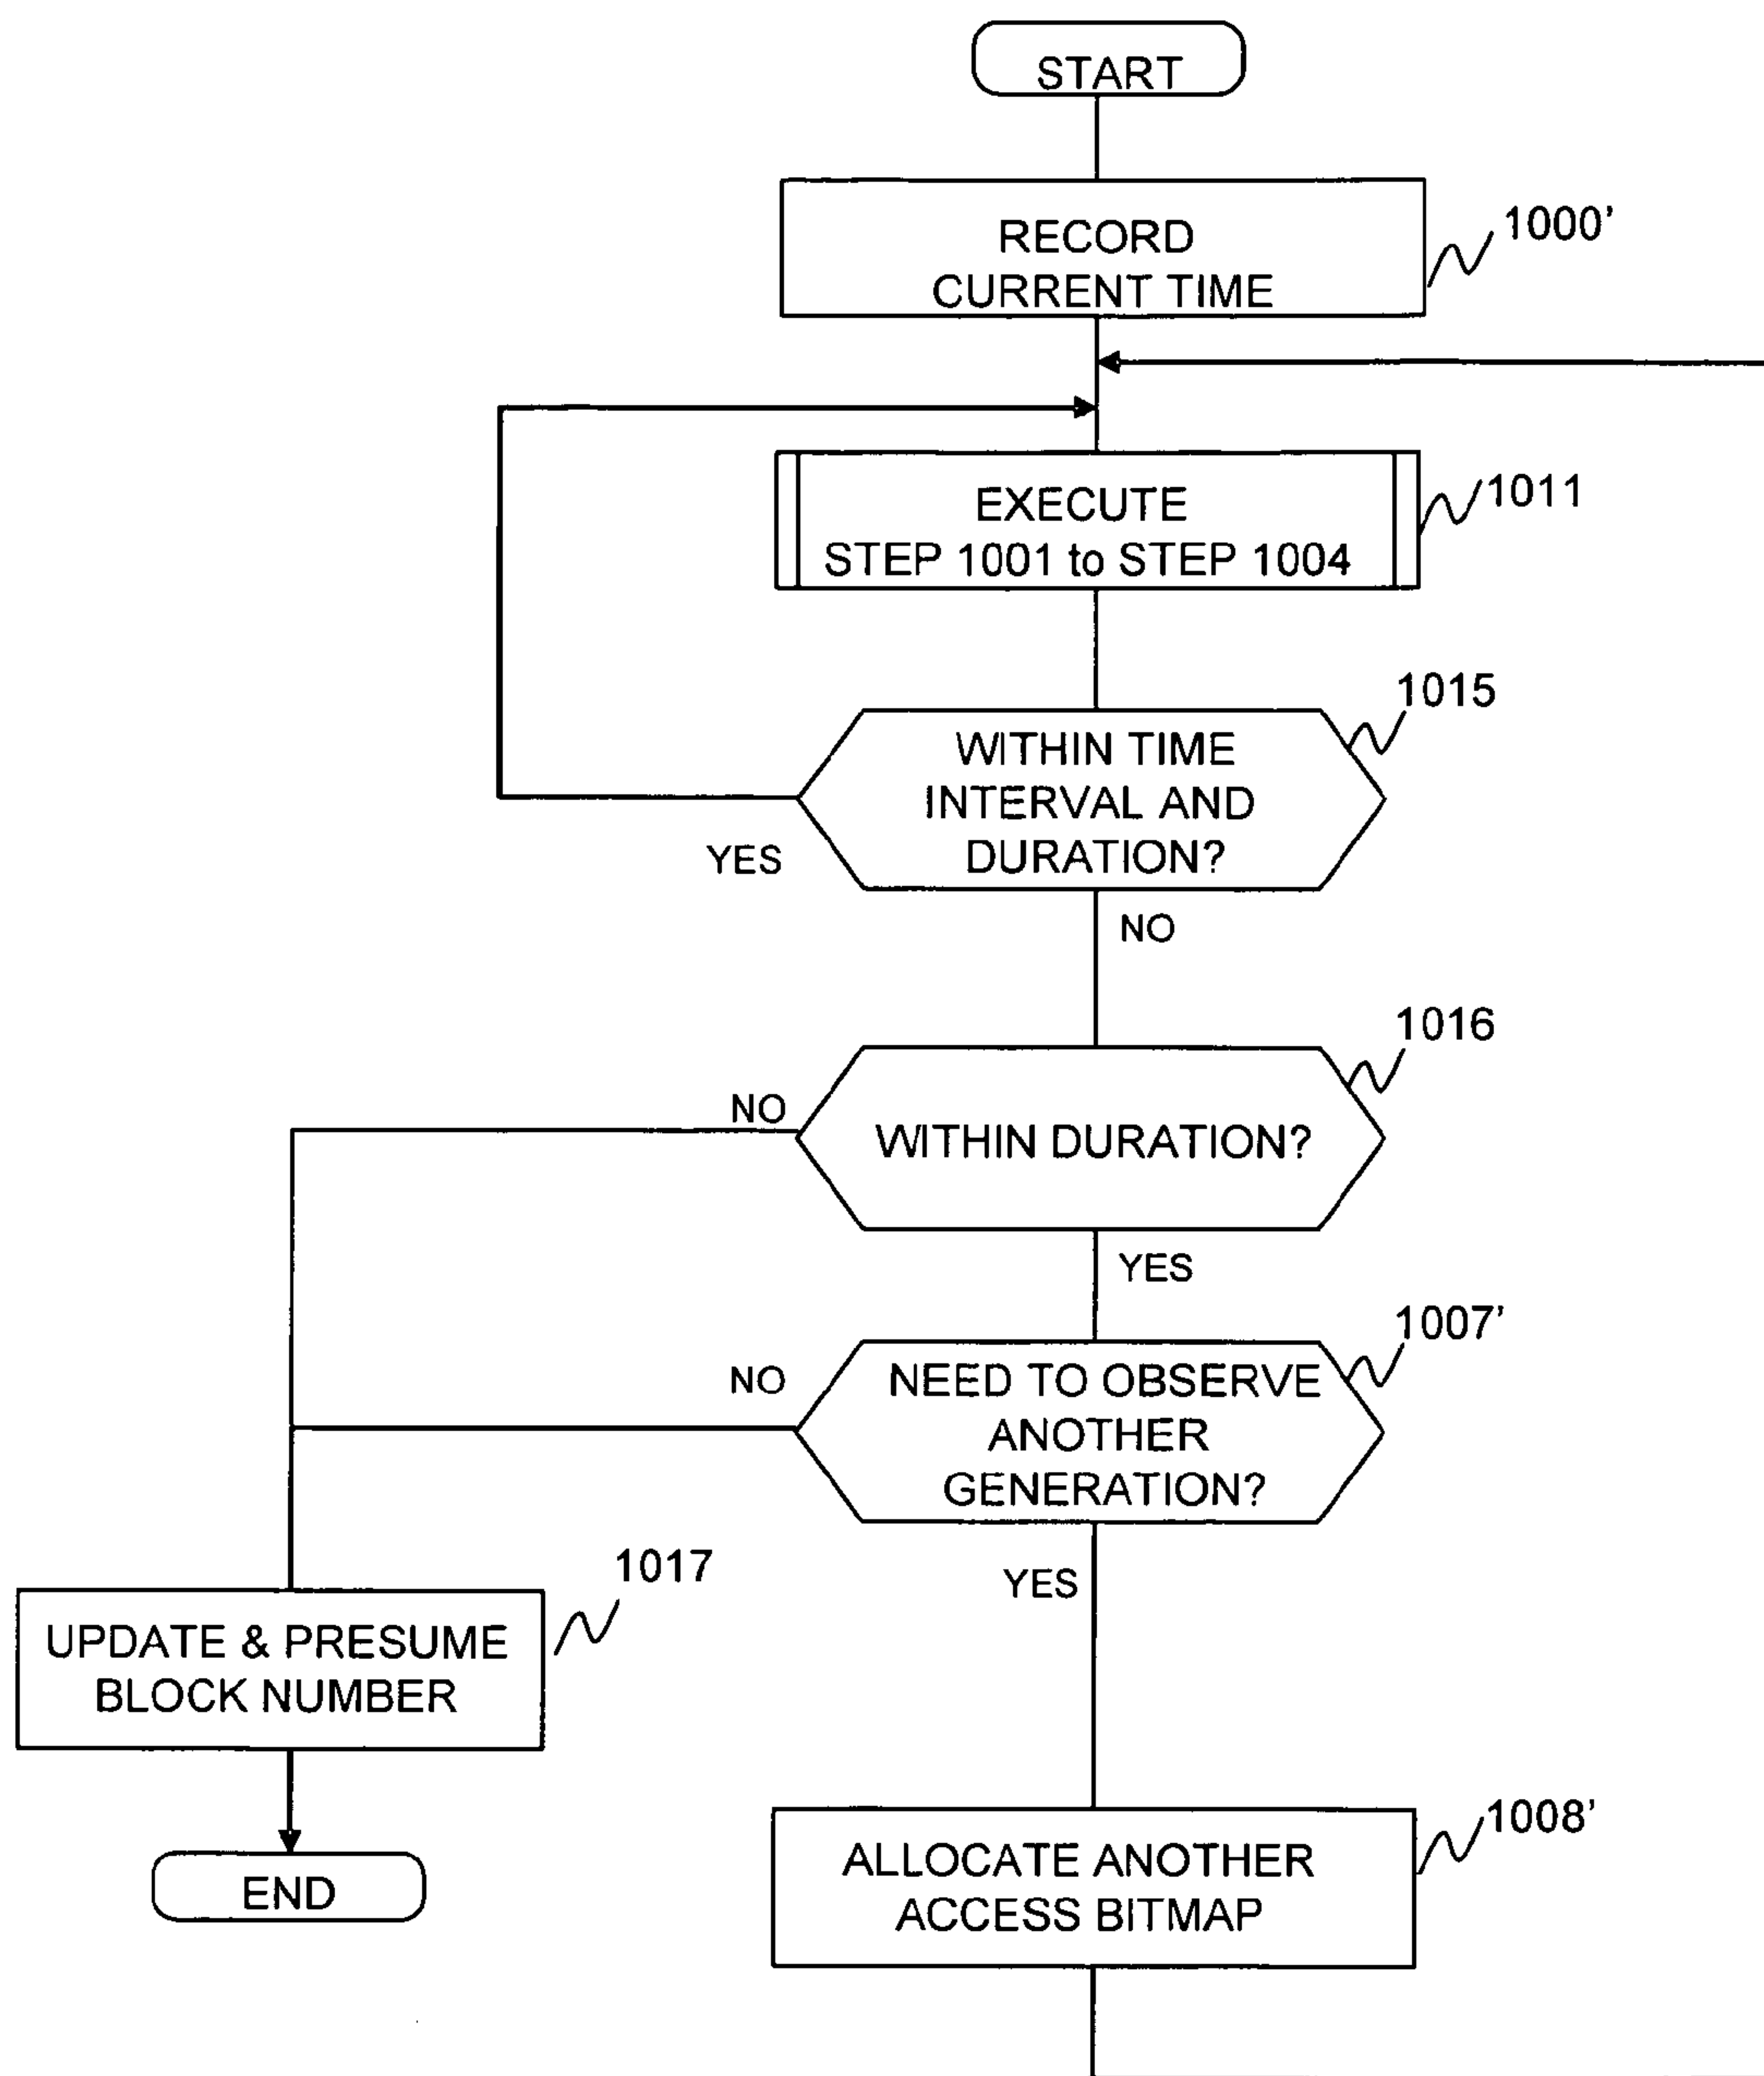 START
RECORD
CURRENT TIME
1000’
EXECUTE
STEP 1001 to STEP 1004
1011
1015
WITHIN TIME
INTERVAL AND
DURATION?
YES
NO
1016
NO
WITHIN DURATION?
YES
1007’
NO
NEED TO OBSERVE
ANOTHER
GENERATION?
YES
1017
UPDATE & PRESUME
BLOCK NUMBER
1008’
ALLOCATE ANOTHER
ACCESS BITMAP
END